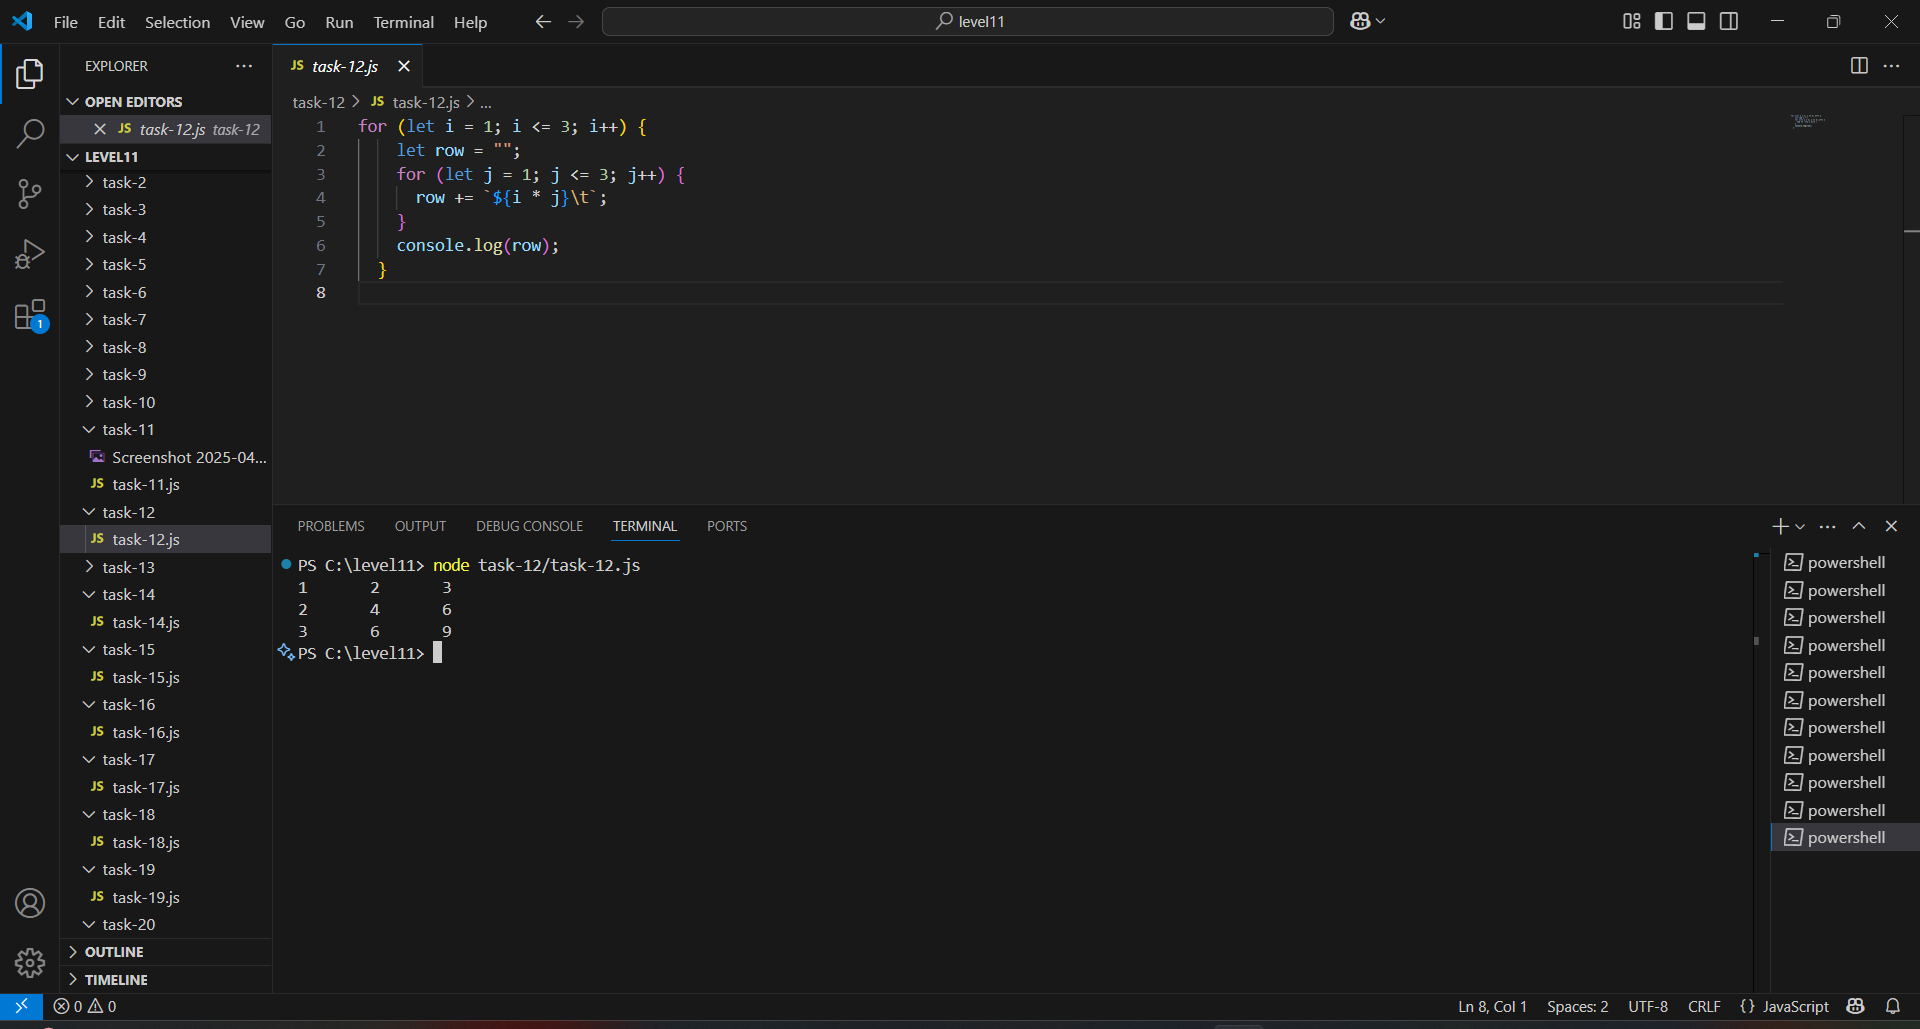 File Edit Selection View Go Run Terminal Help
level11
EXPLORER
OPEN EDITORS
JS task-12.js task-12
LEVEL11
task-2
task-3
task-4
task-5
task-6
task-7
task-8
task-9
task-10
task-11
Screenshot 2025-04...
JS task-11.js
task-12
JS task-12.js
task-13
task-14
JS task-14.js
task-15
JS task-15.js
task-16
JS task-16.js
task-17
JS task-17.js
task-18
JS task-18.js
task-19
JS task-19.js
task-20
OUTLINE
TIMELINE
1
JS task-12.js
task-12 > JS task-12.js > ...
1 for (let i = 1; i <= 3; i++) {
2 let row = "";
3 for (let j = 1; j <= 3; j++) {
4 row += `${i * j}\t`;
5 }
6 console.log(row);
7 }
8
PROBLEMS OUTPUT DEBUG CONSOLE TERMINAL PORTS
PS C:\level11> node task-12/task-12.js
1 2 3
2 4 6
3 6 9
PS C:\level11>
powershell
powershell
powershell
powershell
powershell
powershell
powershell
powershell
powershell
powershell
powershell
0 0
Ln 8, Col 1 Spaces: 2 UTF-8 CRLF {} JavaScript